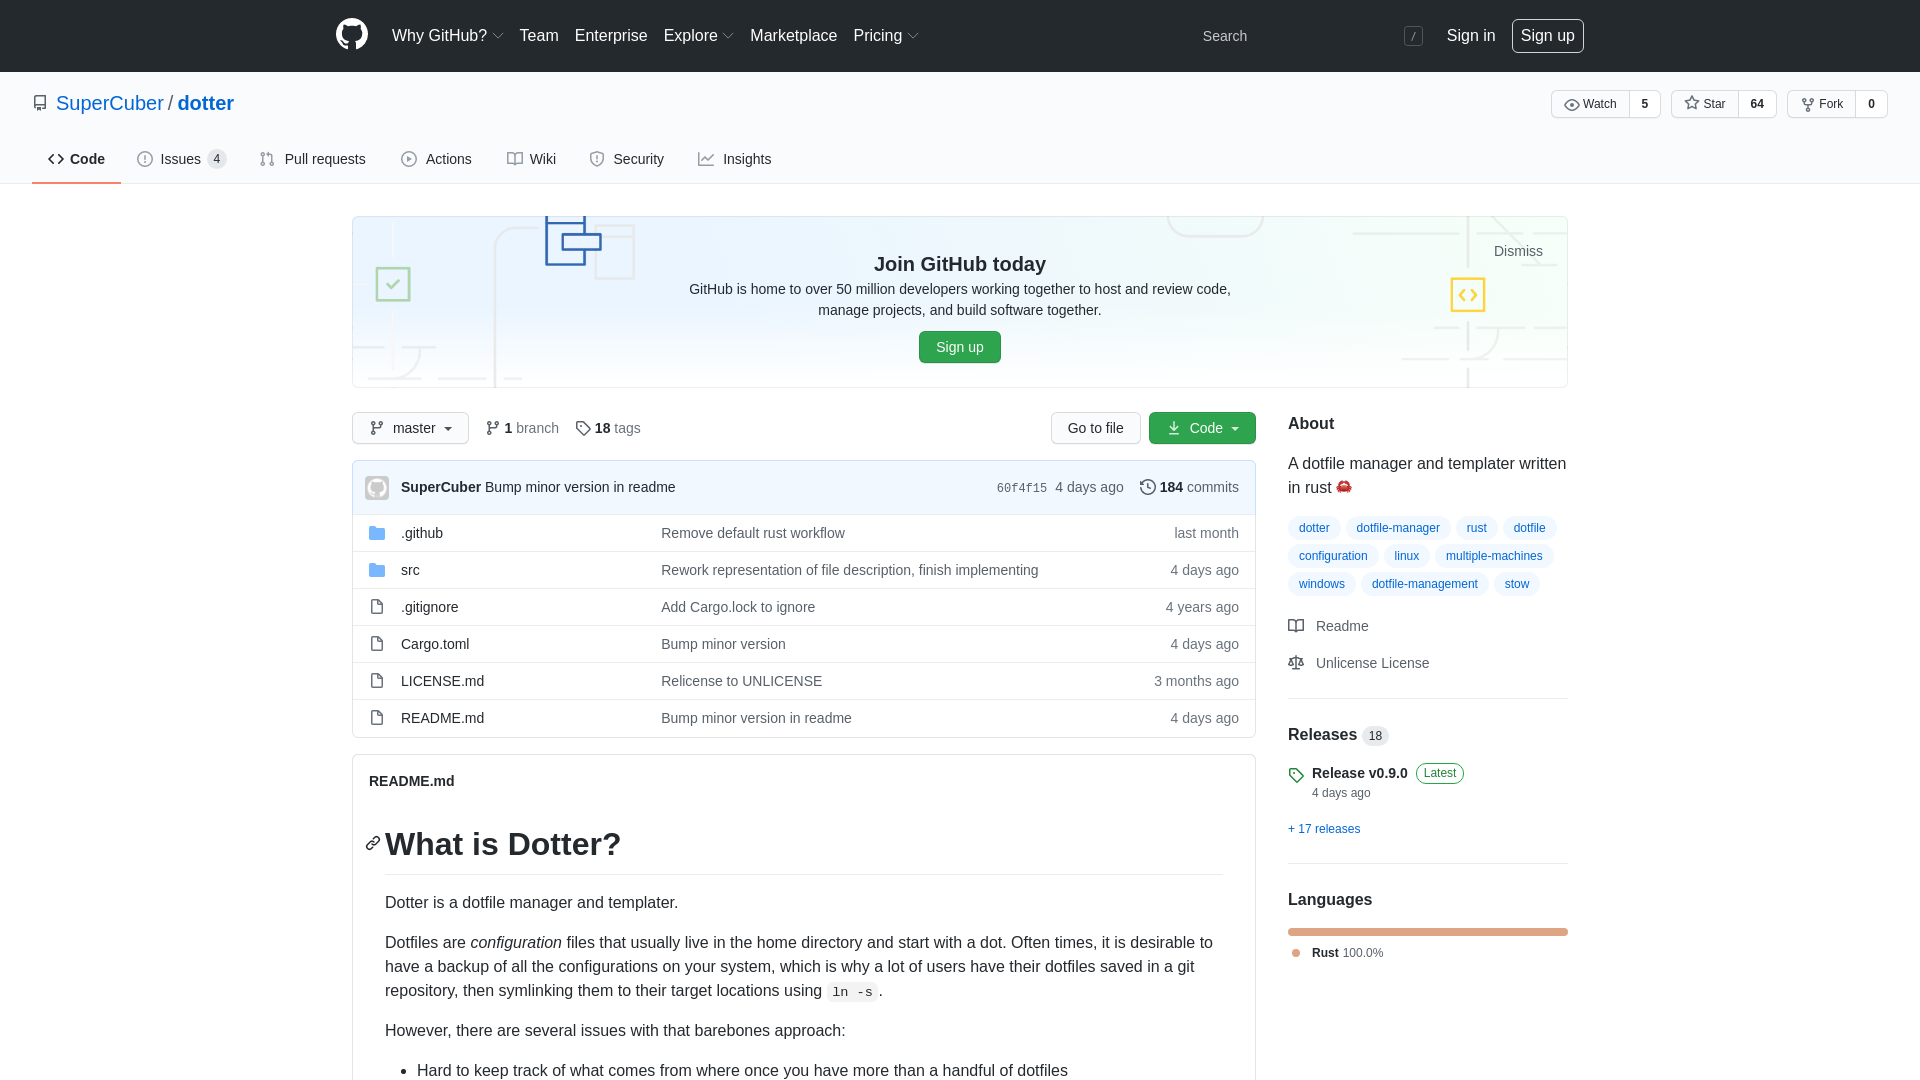 Why GitHub? Team Enterprise Explore Marketplace Pricing Search / Sign in Sign up
SuperCuber / dotter Watch 5 Star 64 Fork 0
Code Issues 4 Pull requests Actions Wiki Security Insights
Dismiss
Join GitHub today
GitHub is home to over 50 million developers working together to host and review code,
manage projects, and build software together.
Sign up
master 1 branch 18 tags Go to file Code
SuperCuber Bump minor version in readme 60f4f15 4 days ago 184 commits
.github Remove default rust workflow last month
src Rework representation of file description, finish implementing 4 days ago
.gitignore Add Cargo.lock to ignore 4 years ago
Cargo.toml Bump minor version 4 days ago
LICENSE.md Relicense to UNLICENSE 3 months ago
README.md Bump minor version in readme 4 days ago
README.md
What is Dotter?
Dotter is a dotfile manager and templater.
Dotfiles are configuration files that usually live in the home directory and start with a dot. Often times, it is desirable to
have a backup of all the configurations on your system, which is why a lot of users have their dotfiles saved in a git
repository, then symlinking them to their target locations using ln -s.
However, there are several issues with that barebones approach:
• Hard to keep track of what comes from where once you have more than a handful of dotfiles
About
A dotfile manager and templater written
in rust 🦀
dotter dotfile-manager rust dotfile
configuration linux multiple-machines
windows dotfile-management stow
Readme
Unlicense License
Releases 18
Release v0.9.0 Latest
4 days ago
+ 17 releases
Languages
Rust 100.0%